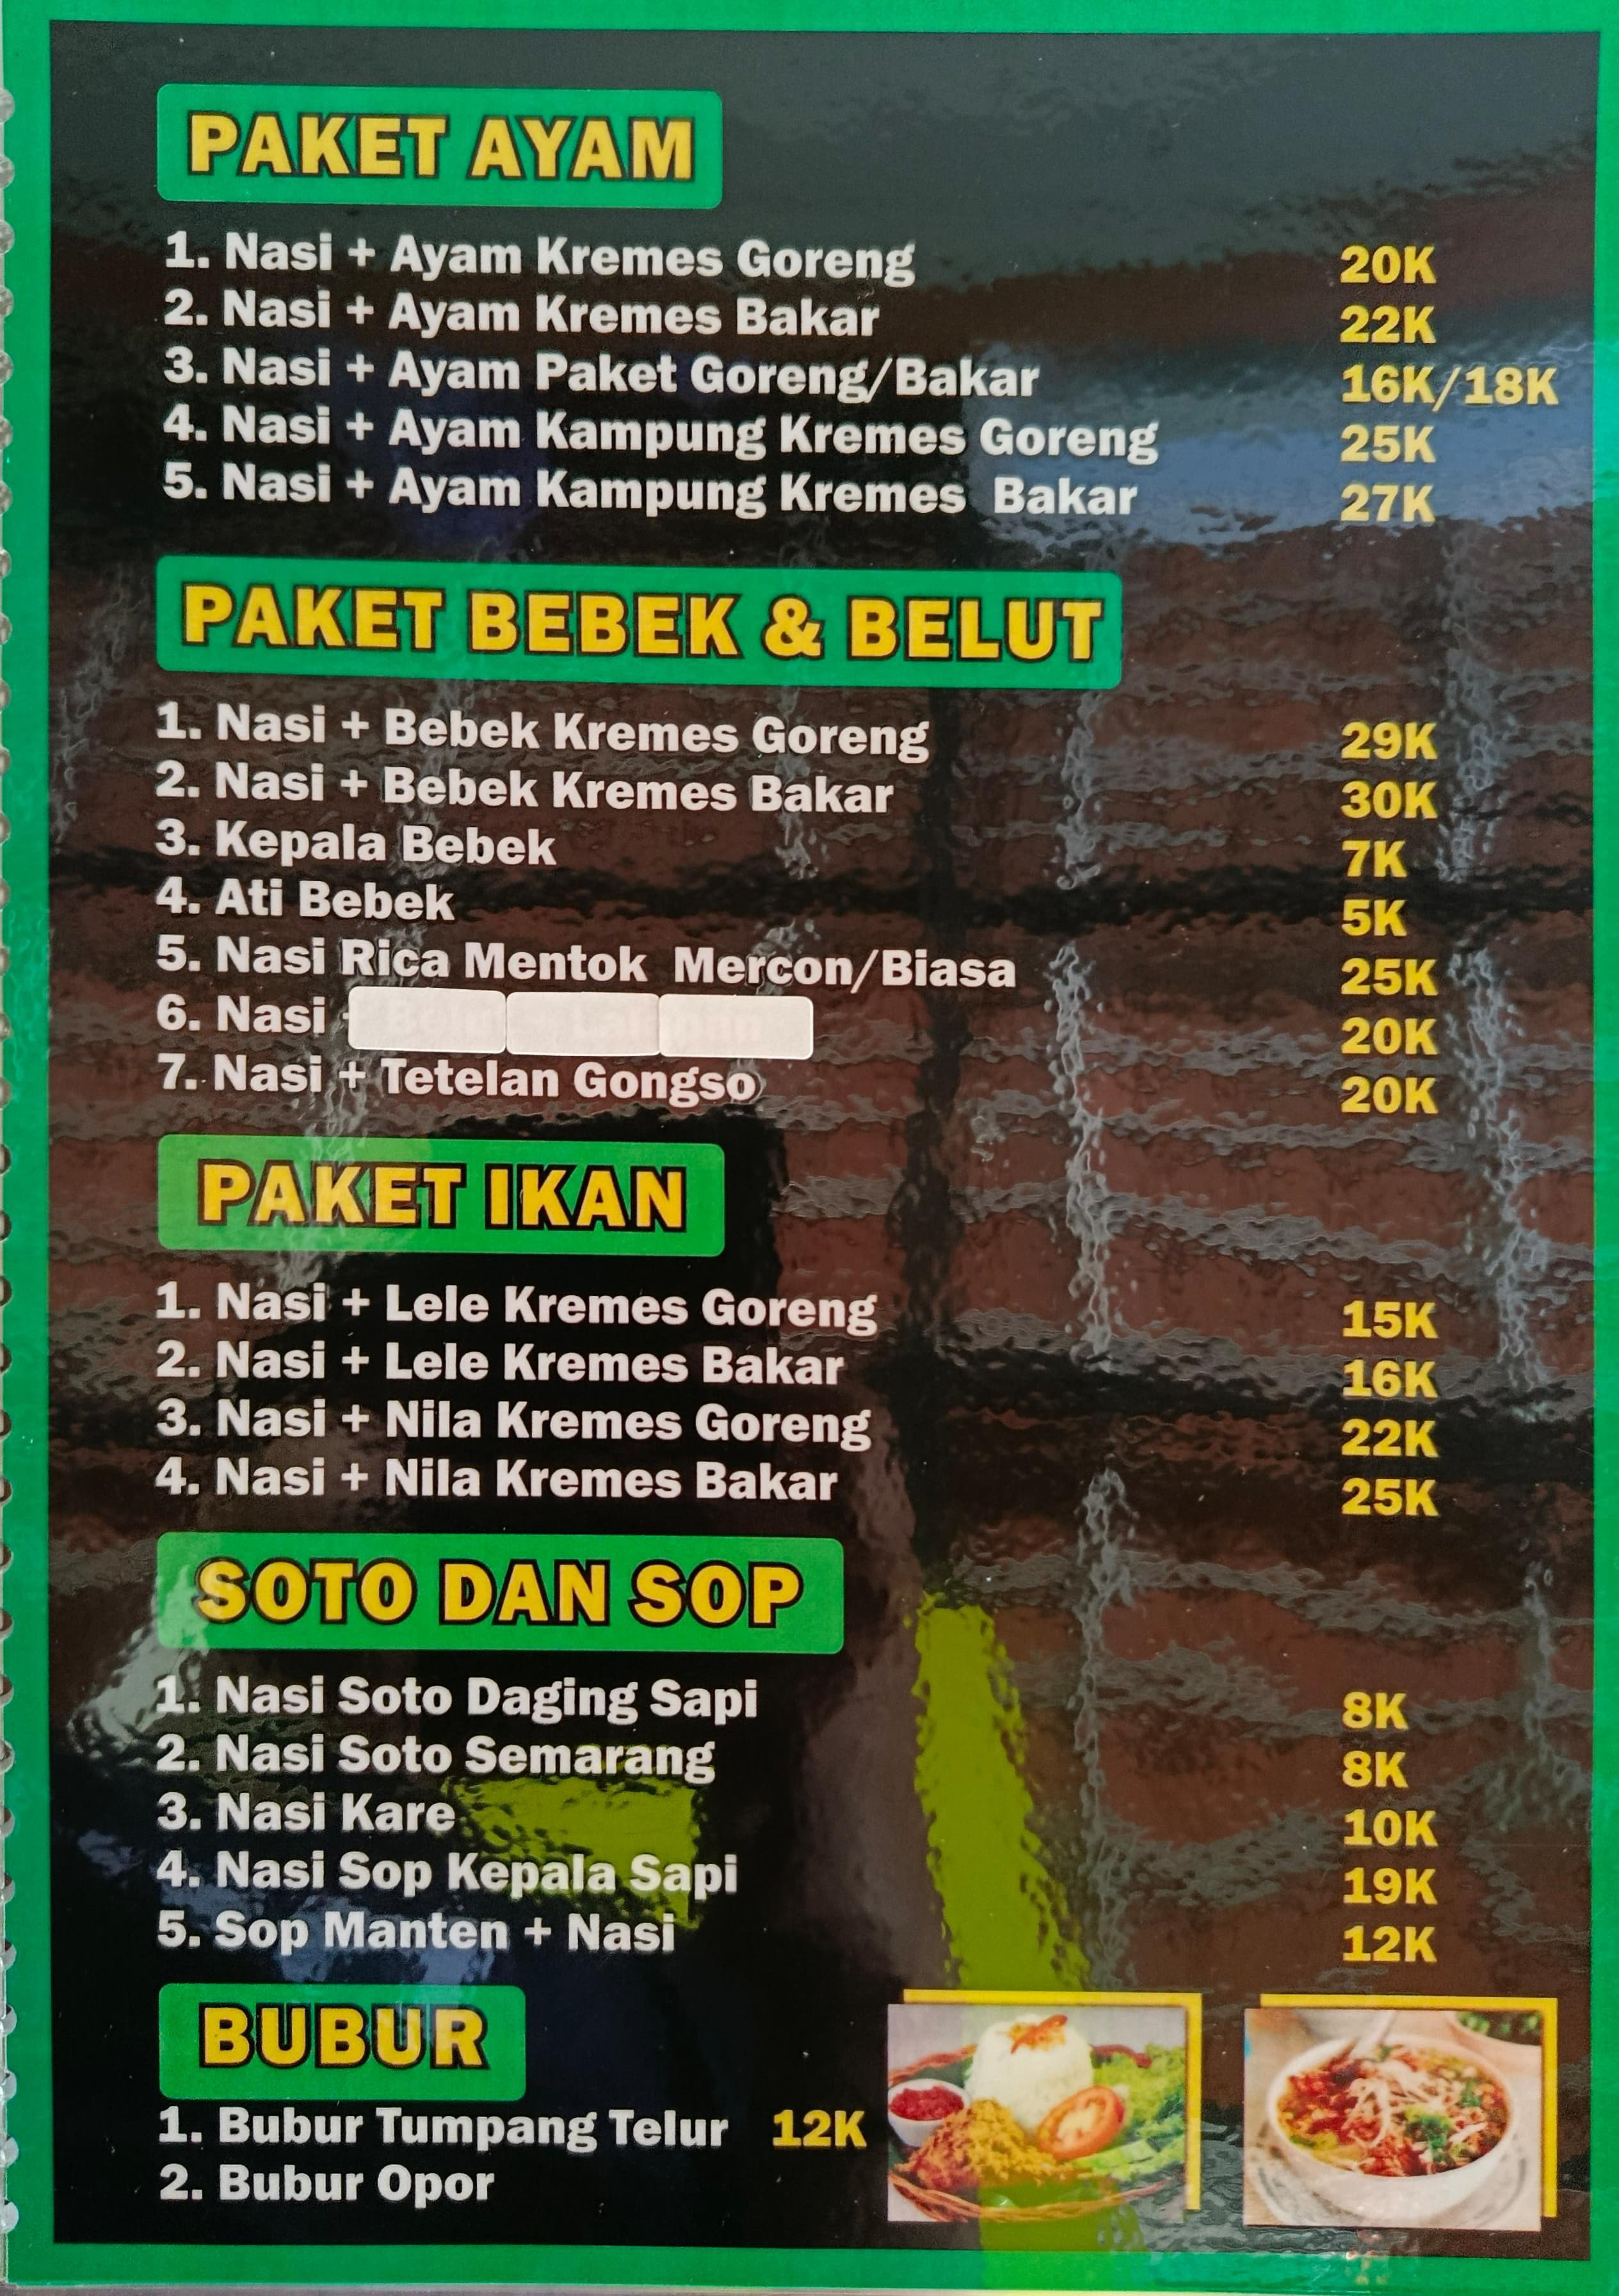 PAKET AYAM
1. Nasi + Ayam Kremes Goreng 20K
2. Nasi + Ayam Kremes Bakar 22K
3. Nasi + Ayam Paket Goreng/Bakar 16K/18K
4. Nasi + Ayam Kampung Kremes Goreng 25K
5. Nasi + Ayam Kampung Kremes Bakar 27K
PAKET BEBEK & BELUT
1. Nasi + Bebek Kremes Goreng 29K
2. Nasi + Bebek Kremes Bakar 30K
3. Kepala Bebek 7K
4. Ati Bebek 5K
5. Nasi Rica Mentok Mercon/Biasa 25K
6. Nasi 20K
7. Nasi + Tetelan Gongso 20K
PAKET IKAN
1. Nasi + Lele Kremes Goreng 15K
2. Nasi + Lele Kremes Bakar 16K
3. Nasi + Nila Kremes Goreng 22K
4. Nasi + Nila Kremes Bakar 25K
SOTO DAN SOP
1. Nasi Soto Daging Sapi 8K
2. Nasi Soto Semarang 8K
3. Nasi Kare 10K
4. Nasi Sop Kepala Sapi 19K
5. Sop Manten + Nasi 12K
BUBUR
1. Bubur Tumpang Telur 12K
2. Bubur Opor